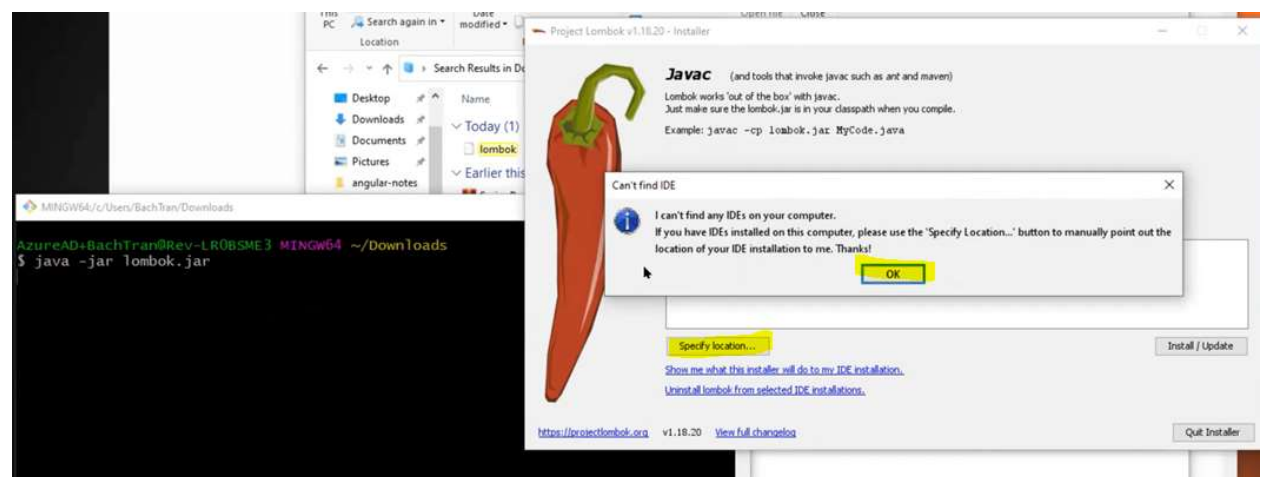 PC
Search again in
modified
Location
Search Results in Do
Desktop
Downloads
Documents
Pictures
angular-notes
Name
Today (1)
lombok
Earlier this
MINGW64:/c/Users/BachTran/Downloads
AzureAD+BachTran@Rev-LROBSME3 MINGW64 ~/Downloads
$ java -jar lombok.jar
Project Lombok v1.18.20 - Installer
Javac (and tools that invoke javac such as ant and maven)
Lombok works 'out of the box' with javac.
Just make sure the lombok.jar is in your classpath when you compile.
Example: javac -cp lombok.jar MyCode.java
Can't find IDE
I can't find any IDEs on your computer.
If you have IDEs installed on this computer, please use the 'Specify Location...' button to manually point out the
location of your IDE installation to me. Thanks!
OK
Specify location...
Install / Update
Show me what this installer will do to my IDE installation.
Uninstall lombok from selected IDE installations.
https://projectlombok.org v1.18.20 View full changelog
Quit Installer